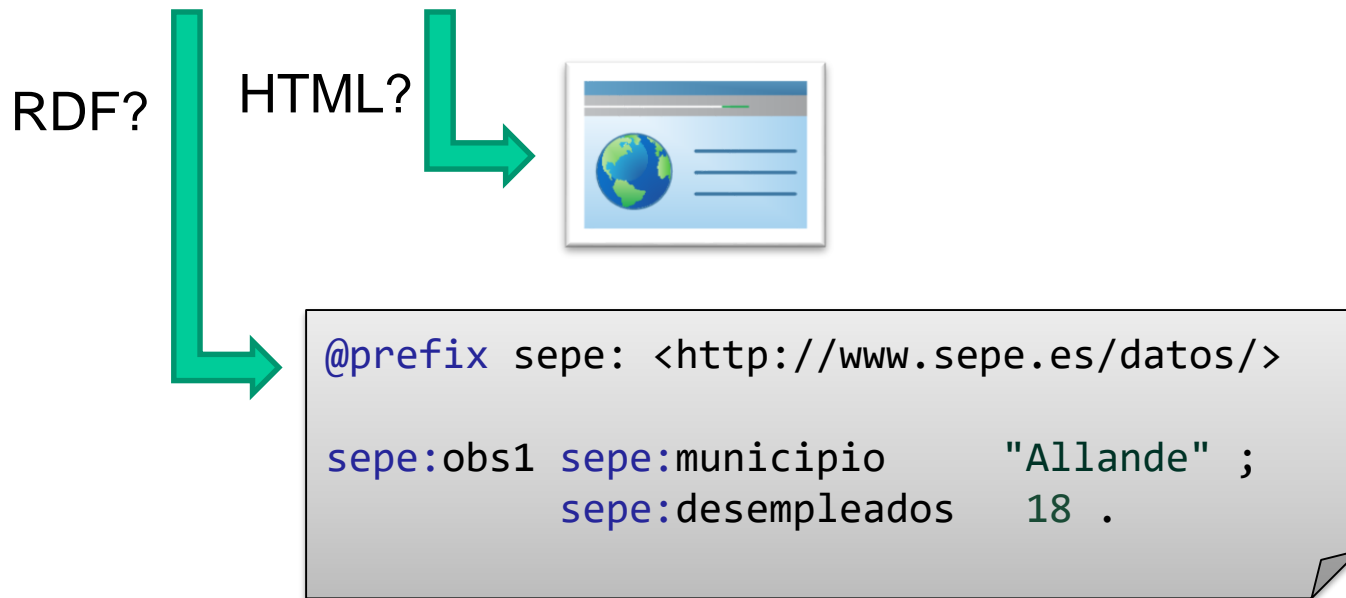 RDF?
HTML?
@prefix sepe: <http://www.sepe.es/datos/>
sepe:obs1 sepe:municipio "Allande" ;
sepe:desempleados 18 .